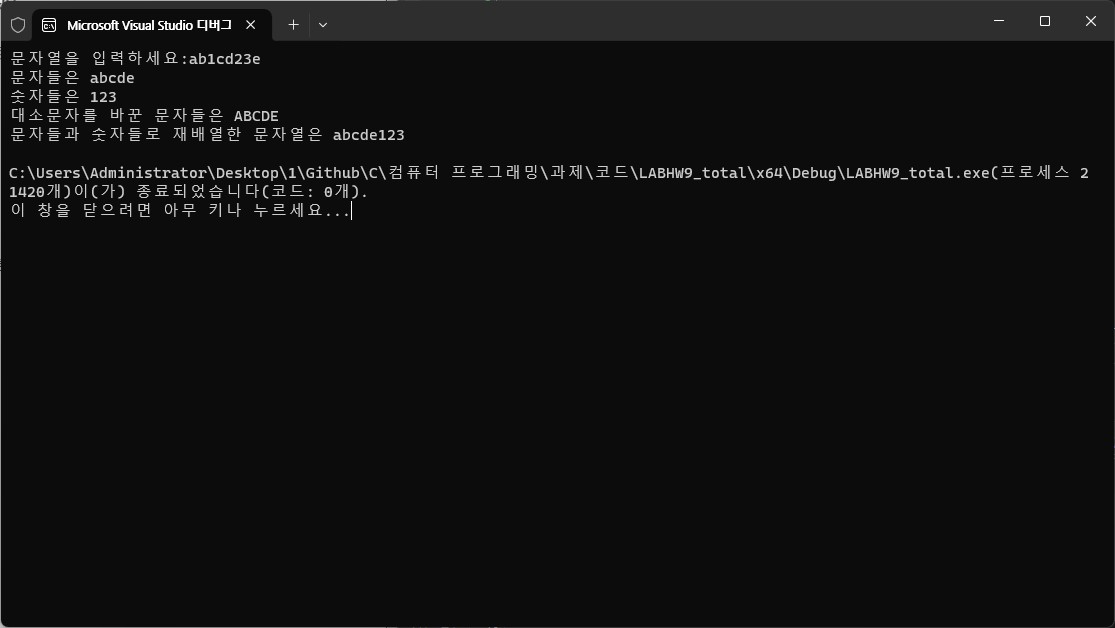 Microsoft Visual Studio 디버그
문자열을 입력하세요:ab1cd23e
문자들은 abcde
숫자들은 123
대소문자를 바꾼 문자들은 ABCDE
문자들과 숫자들로 재배열한 문자열은 abcde123
C:\Users\Administrator\Desktop\1\Github\C\컴퓨터 프로그래밍\과제\코드\LABHW9_total\x64\Debug\LABHW9_total.exe(프로세스 2
1420개)이(가) 종료되었습니다(코드: 0개).
이 창을 닫으려면 아무 키나 누르세요...